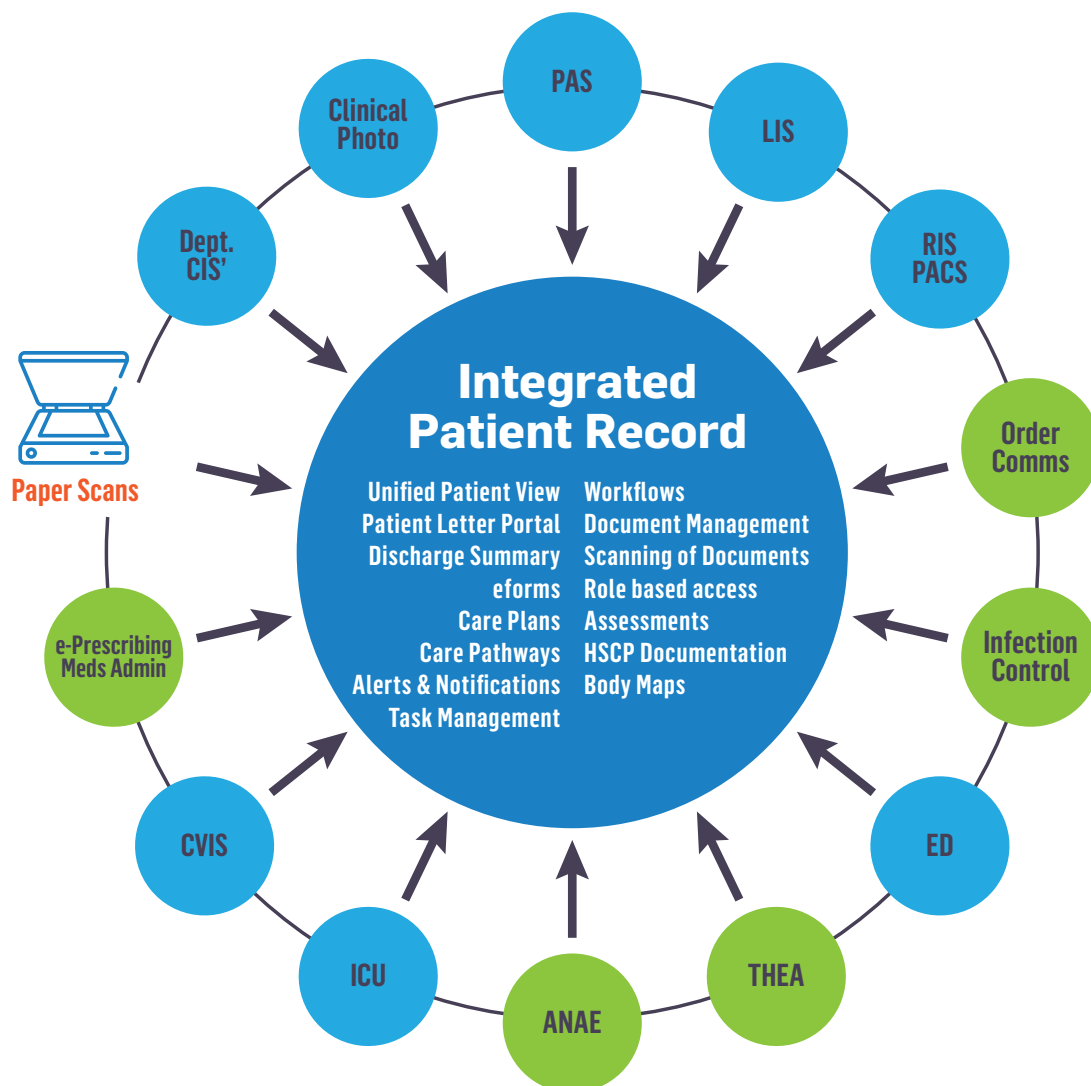 PAS
Clinical
Photo
LIS
Dept.
CIS'
RIS
PACS
Paper Scans
Integrated
Patient Record
Unified Patient View
Patient Letter Portal
Discharge Summary
eforms
Care Plans
Care Pathways
Alerts & Notifications
Task Management
Workflows
Document Management
Scanning of Documents
Role based access
Assessments
HSCP Documentation
Body Maps
Order
Comms
e-Prescribing
Meds Admin
Infection
Control
CVIS
ED
ICU
THEA
ANAE